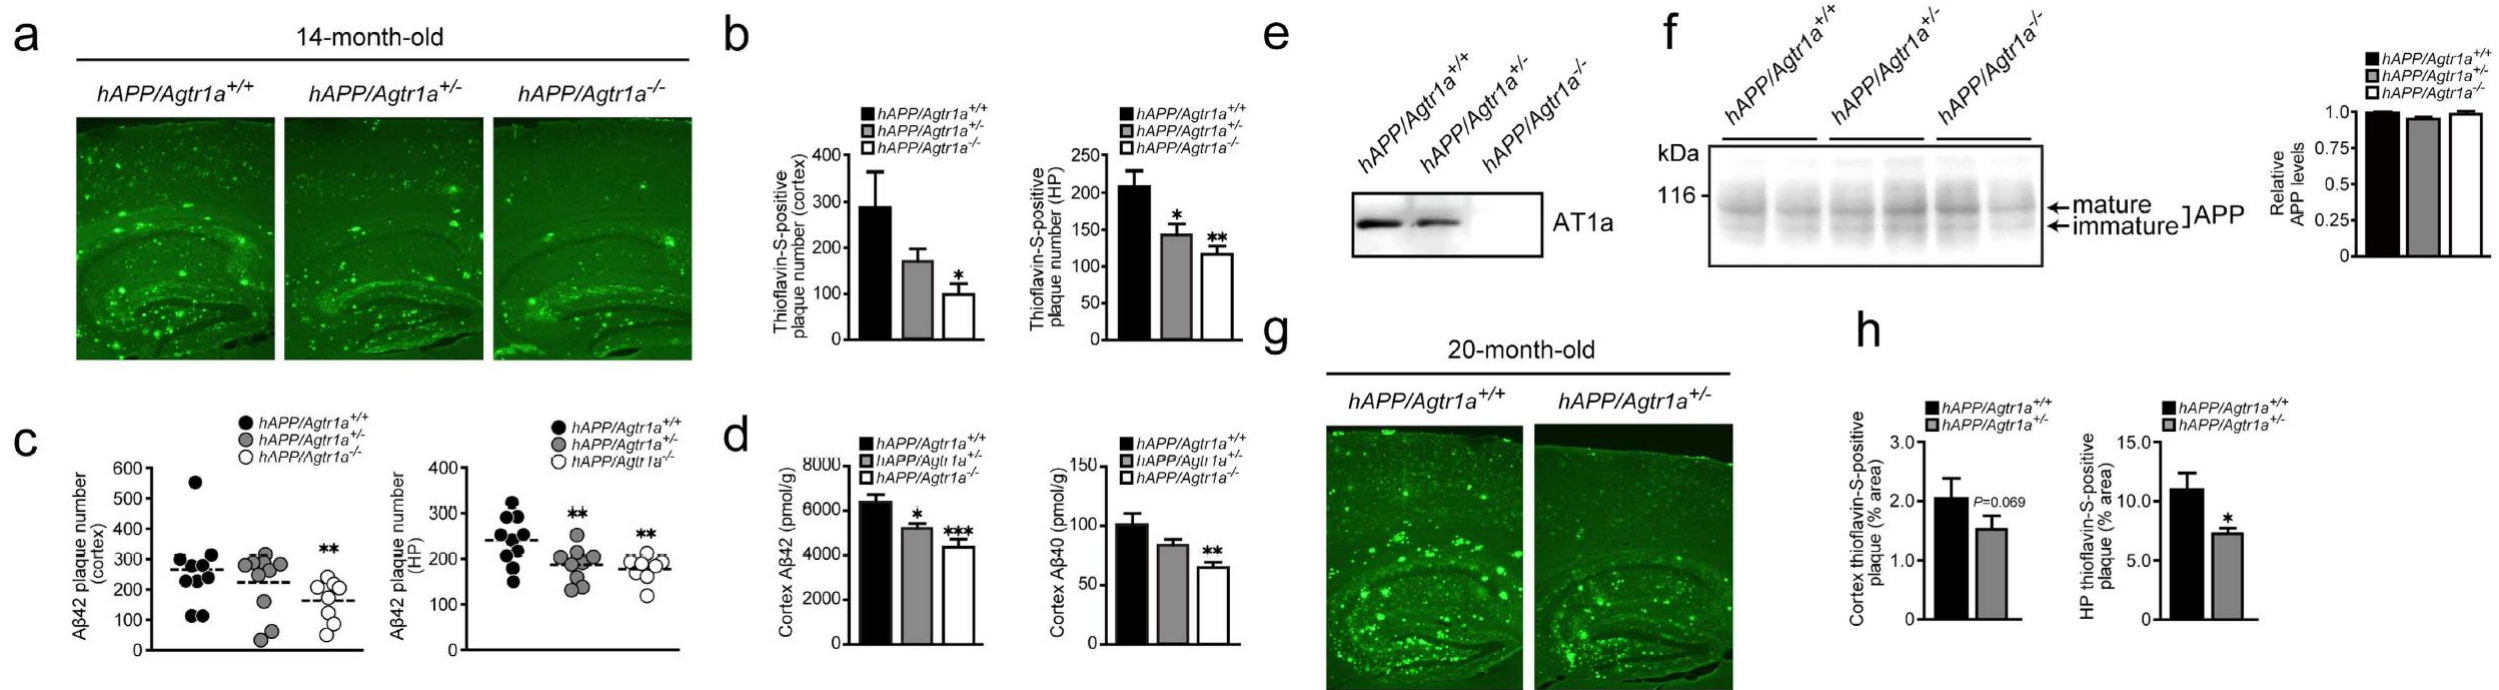 a
14-month-old
hAPP/Agtr1a+/+
hAPP/Agtr1a+/-
hAPP/Agtr1a-/-
b
hAPP/Agtr1a+/+
hAPP/Agtr1a+/-
hAPP/Agtr1a-/-
Thioflavin-S-positive
plaque number (cortex)
400
300
200
100
0
*
hAPP/Agtr1a+/+
hAPP/Agtr1a+/-
hAPP/Agtr1a-/-
Thioflavin-S-positive
plaque number (HP)
250
200
150
100
50
0
*
**
c
hAPP/Agtr1a+/+
hAPP/Agtr1a+/-
hAPP/Agtr1a-/-
Aβ42 plaque number
(cortex)
600
500
400
300
200
100
0
**
hAPP/Agtr1a+/+
hAPP/Agtr1a+/-
hAPP/Agtr1a-/-
Aβ42 plaque number
(HP)
400
300
200
100
0
**
**
d
hAPP/Agtr1a+/+
hAPP/Agtr1a+/-
hAPP/Agtr1a-/-
Cortex Aβ42 (pmol/g)
8000
6000
4000
2000
0
*
***
hAPP/Agtr1a+/+
hAPP/Agtr1a+/-
hAPP/Agtr1a-/-
Cortex Aβ40 (pmol/g)
150
100
50
0
**
e
hAPP/Agtr1a+/+
hAPP/Agtr1a+/-
hAPP/Agtr1a-/-
AT1a
f
hAPP/Agtr1a+/+
hAPP/Agtr1a+/-
hAPP/Agtr1a-/-
kDa
116
←mature
←immature
]APP
hAPP/Agtr1a+/+
hAPP/Agtr1a+/-
hAPP/Agtr1a-/-
Relative
APP levels
1.0
0.75
0.5
0.25
0
g
20-month-old
hAPP/Agtr1a+/+
hAPP/Agtr1a+/-
h
hAPP/Agtr1a+/+
hAPP/Agtr1a+/-
Cortex thioflavin-S-positive
plaque (% area)
3.0
2.0
1.0
0
P=0.069
hAPP/Agtr1a+/+
hAPP/Agtr1a+/-
HP thioflavin-S-positive
plaque (% area)
15.0
10.0
5.0
0
*